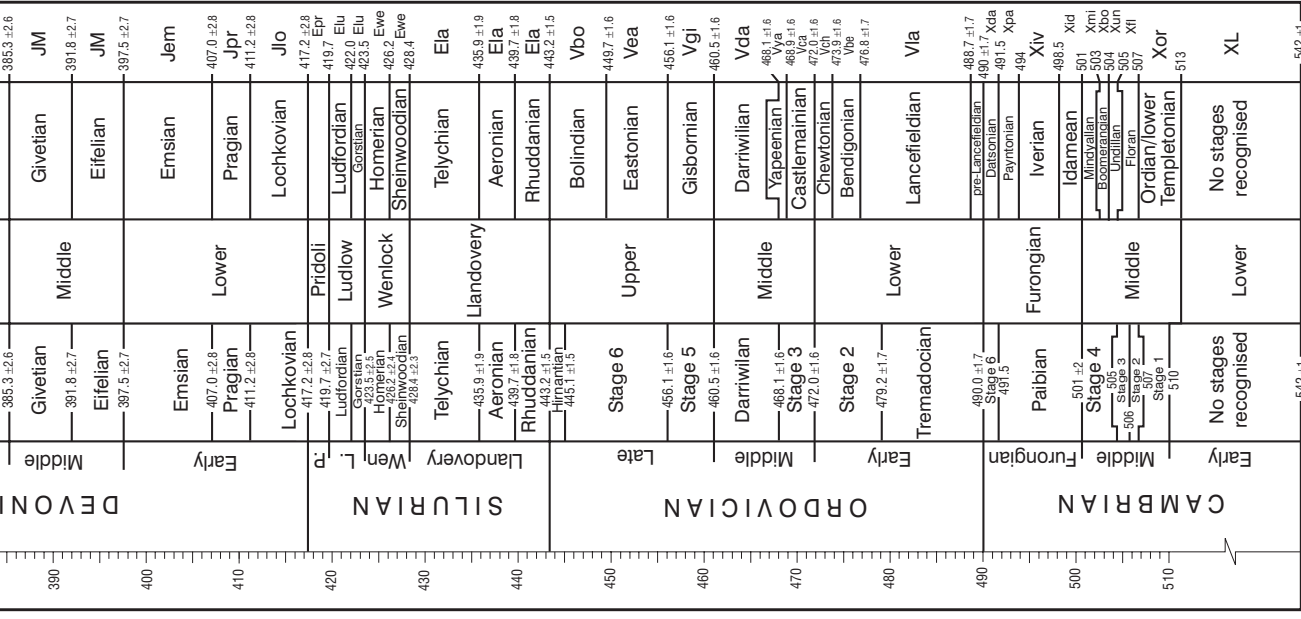 385.3 ±2.6
JM
391.8 ±2.7
JM
397.5 ±2.7
Jem
407.0 ±2.8
Jpr
411.2 ±2.8
Jlo
417.2 ±2.8
Epr
419.7
Elu
422.0
Elu
423.5
Ewe
426.2
Ewe
428.4
Ela
435.9 ±1.9
Ela
439.7 ±1.8
Ela
443.2 ±1.5
Vbo
449.7 ±1.6
Vea
456.1 ±1.6
Vgi
460.5 ±1.6
Vda
468.1 ±1.6
Vya
468.9 ±1.6
Vca
472.0 ±1.6
Vch
473.9 ±1.6
Vbe
476.8 ±1.7
Vla
488.7 ±1.7
490 ±1.7
Xda
491.5
Xpa
494
Xiv
498.5
Xid
501
Xmi
503
Xbo
504
Xun
505
Xfl
507
Xor
513
XL
Givetian
Eifelian
Emsian
Pragian
Lochkovian
Ludfordian
Gorstian
Homerian
Sheinwoodian
Telychian
Aeronian
Rhuddanian
Bolindian
Eastonian
Gisbornian
Darriwilian
Yapeenian
Castlemainian
Chewtonian
Bendigonian
Lancefieldian
pre-Lancefieldian
Datsonian
Payntonian
Iverian
Idamean
Mindyallan
Boomerangian
Undillan
Floran
Ordian/lower
Templetonian
No stages
recognised
Middle
Lower
Pridoli
Ludlow
Wenlock
Llandovery
Upper
Middle
Lower
Furongian
Middle
Lower
385.3 ±2.6
Givetian
391.8 ±2.7
Eifelian
397.5 ±2.7
Emsian
407.0 ±2.8
Pragian
411.2 ±2.8
Lochkovian
417.2 ±2.8
419.7 ±2.7
Ludfordian
Gorstian
423.5 ±2.5
Homerian
426.2 ±2.4
Sheinwoodian
428.4 ±2.3
Telychian
435.9 ±1.9
Aeronian
439.7 ±1.8
Rhuddanian
443.2 ±1.5
Hirnantian
445.1 ±1.5
Stage 6
456.1 ±1.6
Stage 5
460.5 ±1.6
Darriwilan
468.1 ±1.6
Stage 3
472.0 ±1.6
Stage 2
479.2 ±1.7
Tremadocian
490.0 ±1.7
Stage 6
491.5
Paibian
501 ±2
Stage 4
505
Stage 3
506
Stage 2
507
Stage 1
510
No stages
recognised
Middle
Early
P.
L.
Wen
Llandovery
Late
Middle
Early
Furongian
Middle
Early
DEVONI
SILURIAN
ORDOVICIAN
CAMBRIAN
390
400
410
420
430
440
450
460
470
480
490
500
510